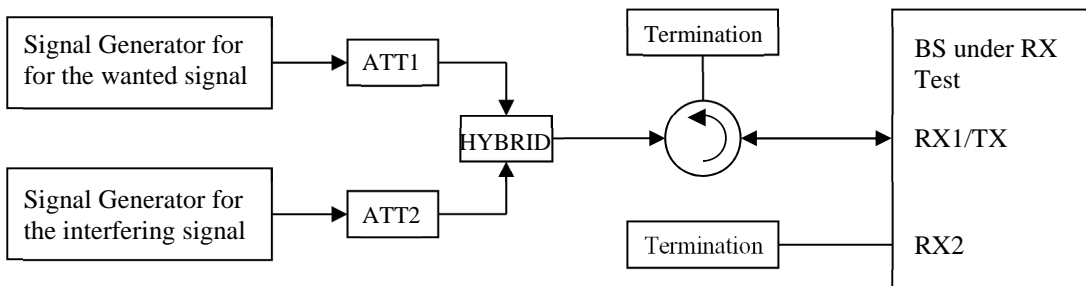 Signal Generator for
for the wanted signal
ATT1
Termination
BS under RX
Test
HYBRID
RX1/TX
Signal Generator for
the interfering signal
ATT2
Termination
RX2